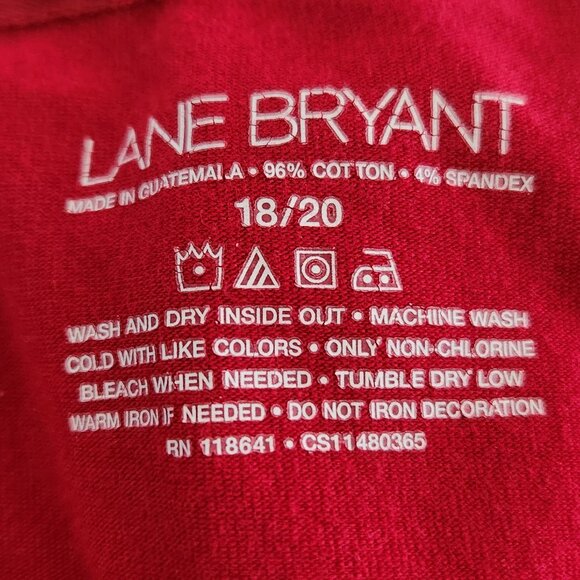 LANE BRYANT
MADE IN GUATEMALA • 96% COTTON • 4% SPANDEX
18/20
WASH AND DRY INSIDE OUT • MACHINE WASH
COLD WITH LIKE COLORS • ONLY NON-CHLORINE
BLEACH WHEN NEEDED • TUMBLE DRY LOW
WARM IRON IF NEEDED • DO NOT IRON DECORATION
RN 118641 • CS11480365